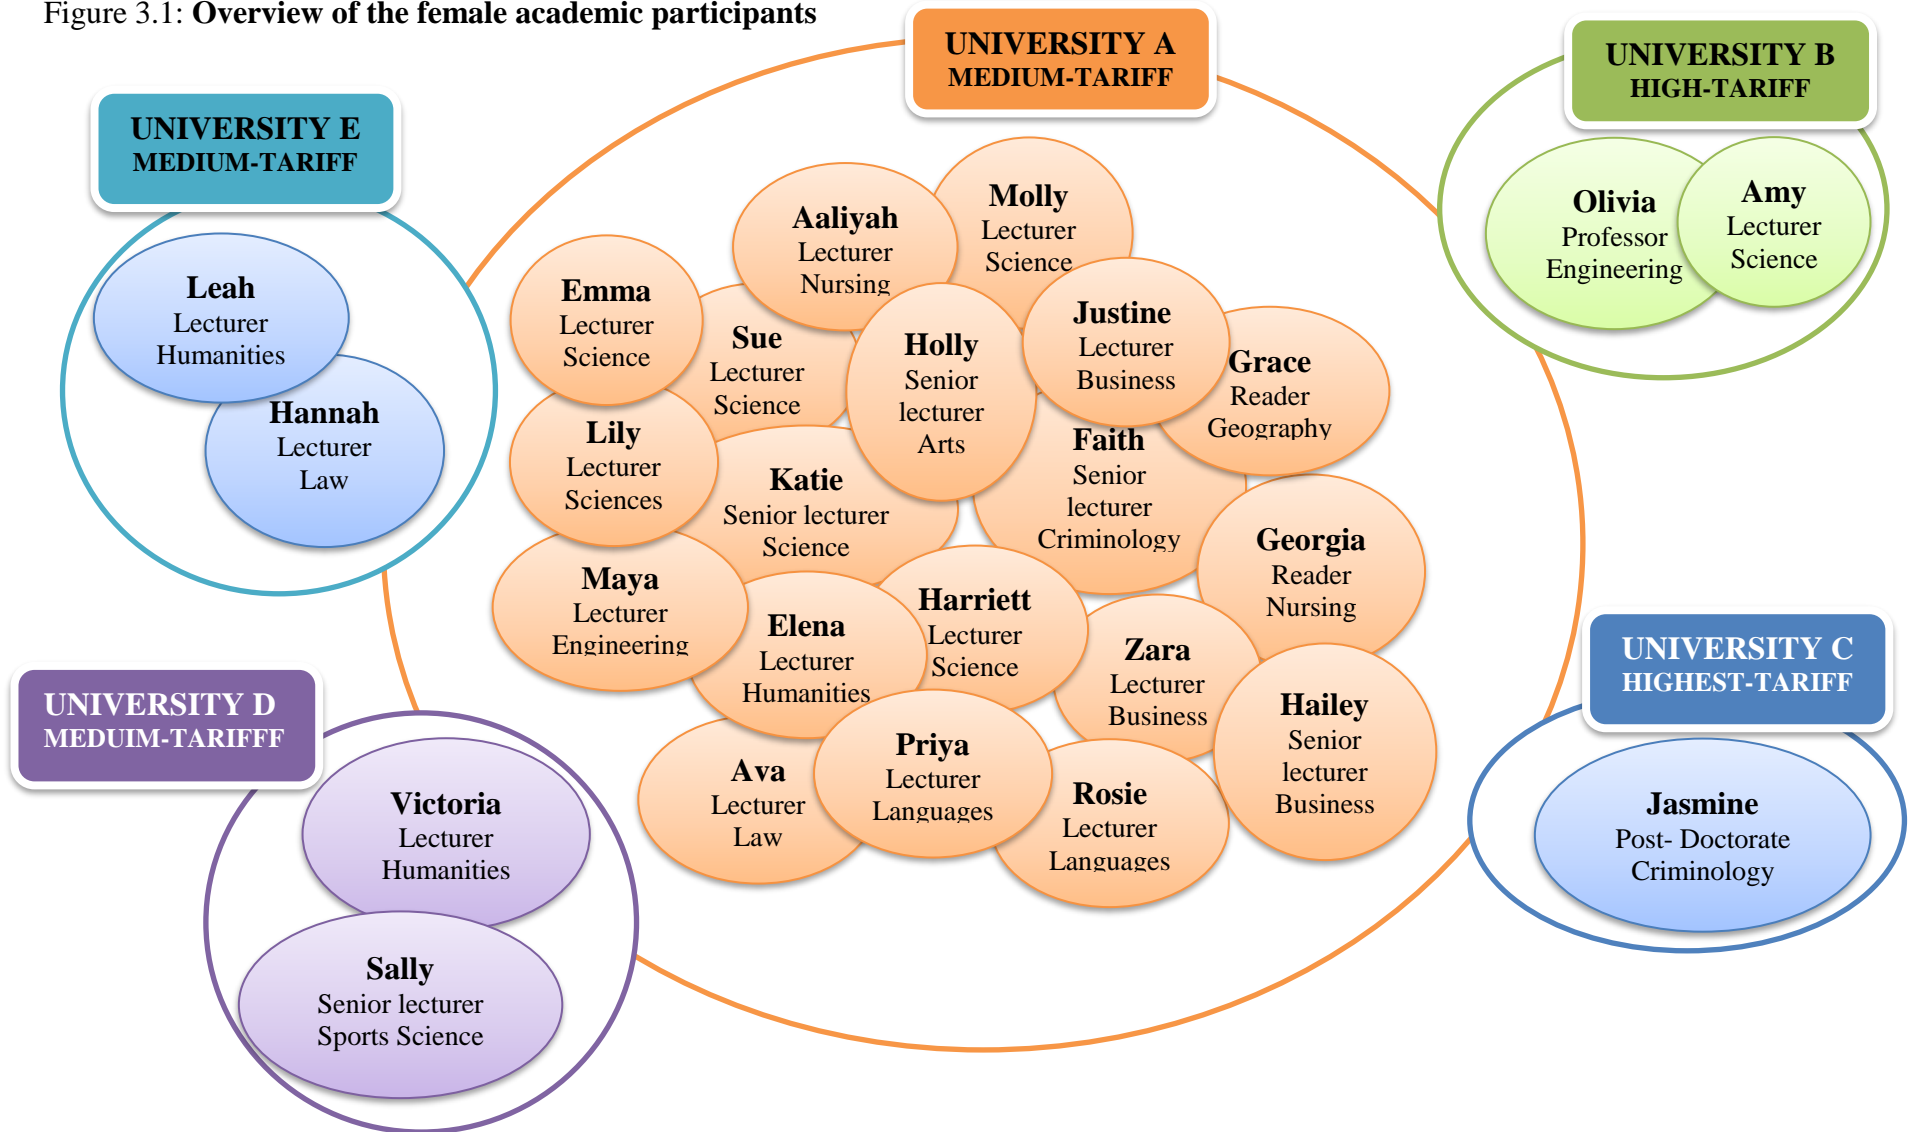 Figure 3.1: Overview of the female academic participants
UNIVERSITY A
MEDIUM-TARIFF
UNIVERSITY B
HIGH-TARIFF
UNIVERSITY E
MEDIUM-TARIFF
Olivia
Professor
Engineering
Amy
Lecturer
Science
Leah
Lecturer
Humanities
Hannah
Lecturer
Law
Molly
Lecturer
Science
Aaliyah
Lecturer
Nursing
Emma
Lecturer
Science
Sue
Lecturer
Science
Holly
Senior
lecturer
Arts
Justine
Lecturer
Business
Grace
Reader
Geography
Lily
Lecturer
Sciences
Katie
Senior lecturer
Science
Faith
Senior
lecturer
Criminology
Georgia
Reader
Nursing
Maya
Lecturer
Engineering
Elena
Lecturer
Humanities
Harriett
Lecturer
Science
Zara
Lecturer
Business
Hailey
Senior
lecturer
Business
Ava
Lecturer
Law
Priya
Lecturer
Languages
Rosie
Lecturer
Languages
UNIVERSITY C
HIGHEST-TARIFF
Jasmine
Post- Doctorate
Criminology
UNIVERSITY D
MEDUIM-TARIFFF
Victoria
Lecturer
Humanities
Sally
Senior lecturer
Sports Science